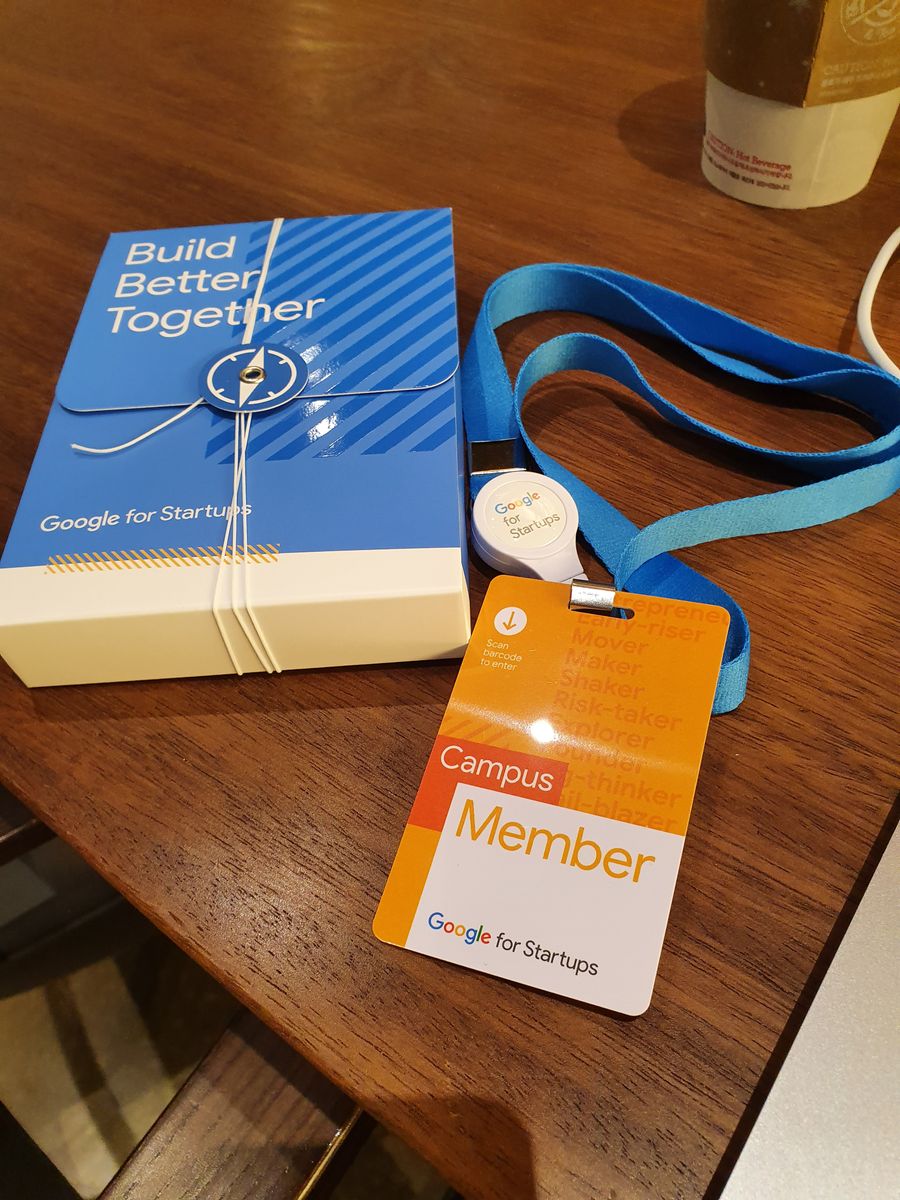 Build
Better
Together
Google for Startups
Google
for
Startups
Scan
barcode
to enter
Early-riser
Mover
Maker
Shaker
Risk-taker
Campus
Member
Google for Startups
Hot Beverage